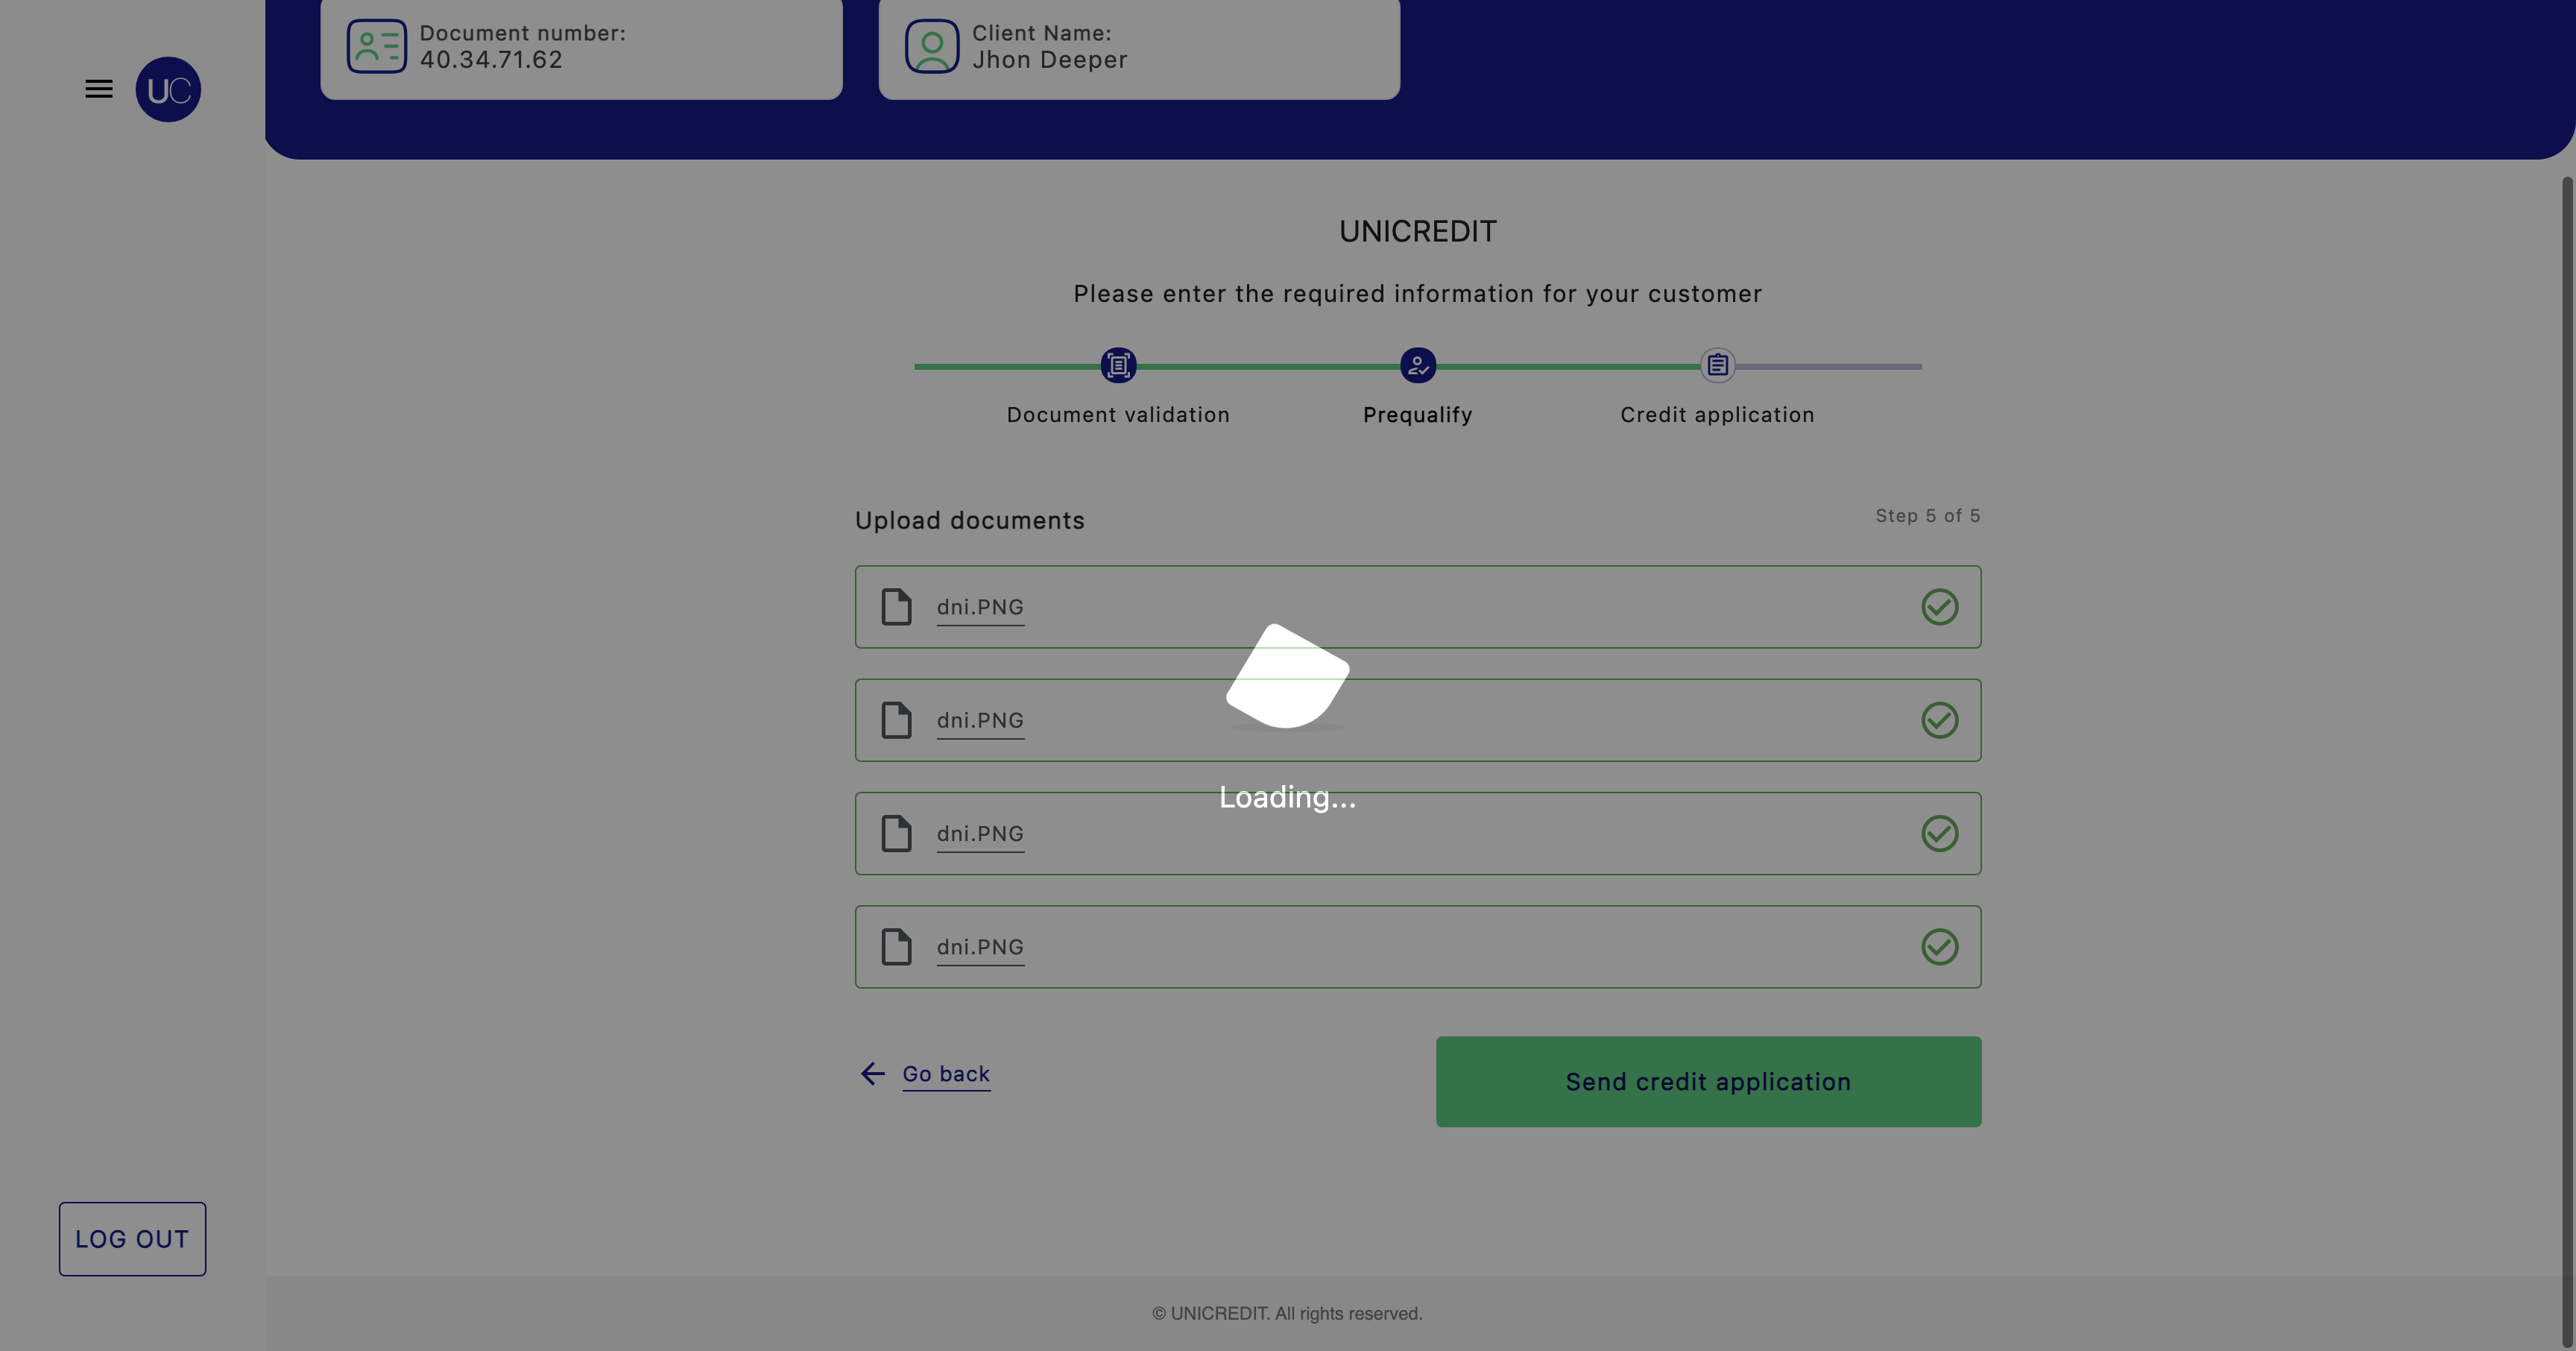 Document number:
40.34.71.62
Client Name:
Jhon Deeper
UC
UNICREDIT
Please enter the required information for your customer
Document validation
Prequalify
Credit application
Upload documents
Step 5 of 5
dni.PNG
dni.PNG
Loading...
dni.PNG
dni.PNG
Go back
Send credit application
LOG OUT
© UNICREDIT. All rights reserved.